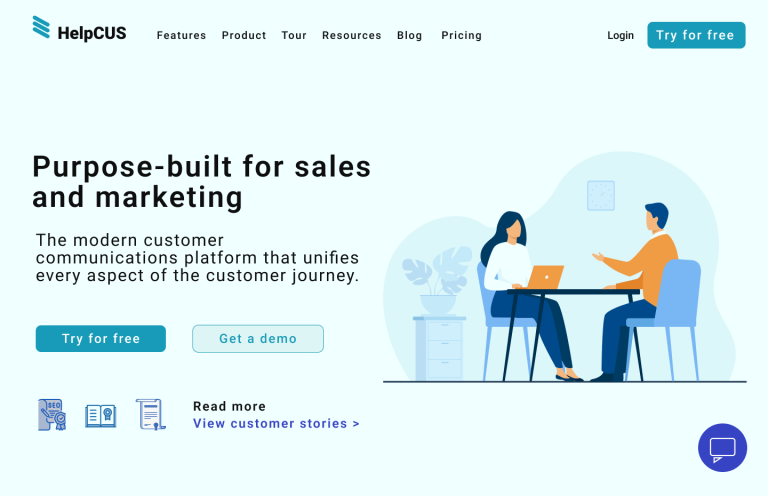 HelpCUS
Features Product Tour Resources Blog Pricing
Login
Try for free
Purpose-built for sales
and marketing
The modern customer
communications platform that unifies
every aspect of the customer journey.
Try for free
Get a demo
SEO
Read more
View customer stories >